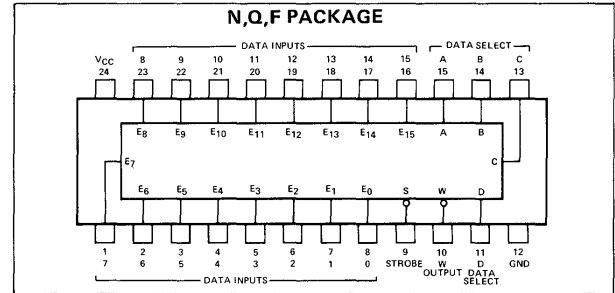 N,Q,F PACKAGE
DATA INPUTS DATA SELECT
VCC 8 9 10 11 12 13 14 15 A B C
24 23 22 21 20 19 18 17 16 15 14 13
E8 E9 E10 E11 E12 E13 E14 E15 A B
E7 C
E6 E5 E4 E3 E2 E1 E0 S W D
1 2 3 4 5 6 7 8 9 10 11 12
7 6 5 4 3 2 1 0 STROBE W D GND
DATA INPUTS OUTPUT DATA
SELECT